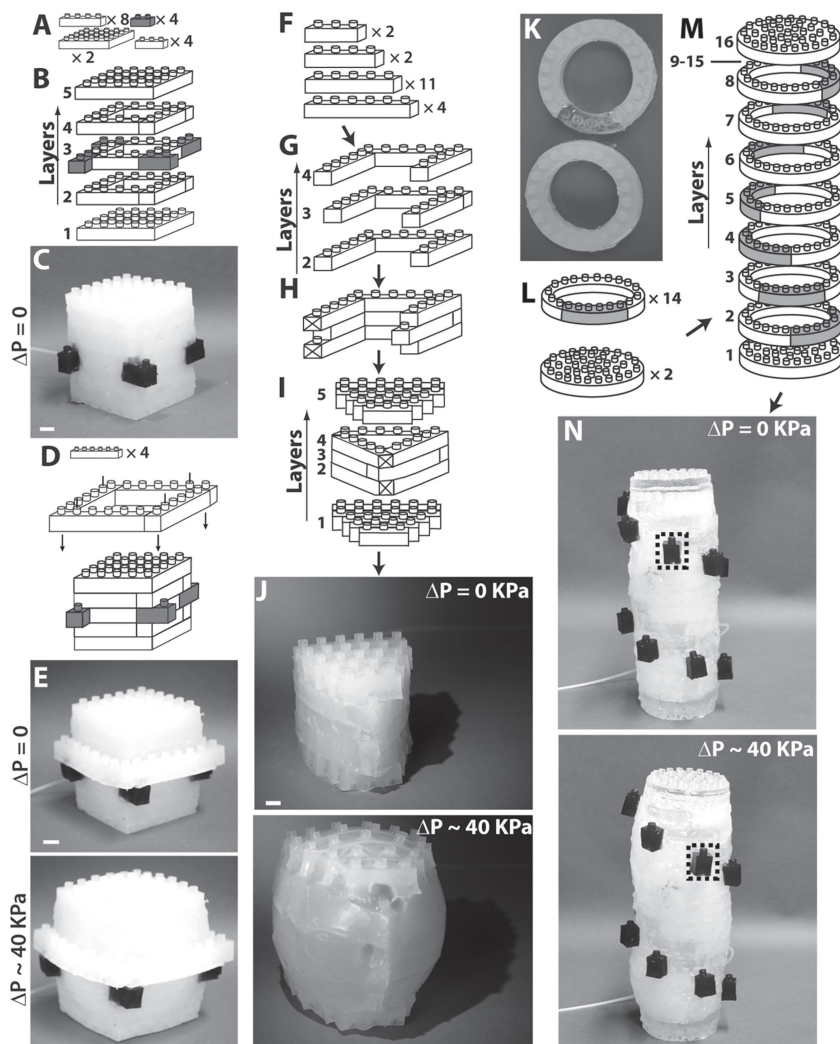 A
× 8
× 4
× 2
× 4
B
5
4
3
2
1
Layers
C
ΔP = 0
D
× 4
E
ΔP = 0
ΔP ~ 40 KPa
F
× 2
× 2
× 11
× 4
G
4
3
2
Layers
H
I
5
4
3
2
1
Layers
J
ΔP = 0 KPa
ΔP ~ 40 KPa
K
L
× 14
× 2
M
16
9-15
8
7
6
5
4
3
2
1
Layers
N
ΔP = 0 KPa
ΔP ~ 40 KPa